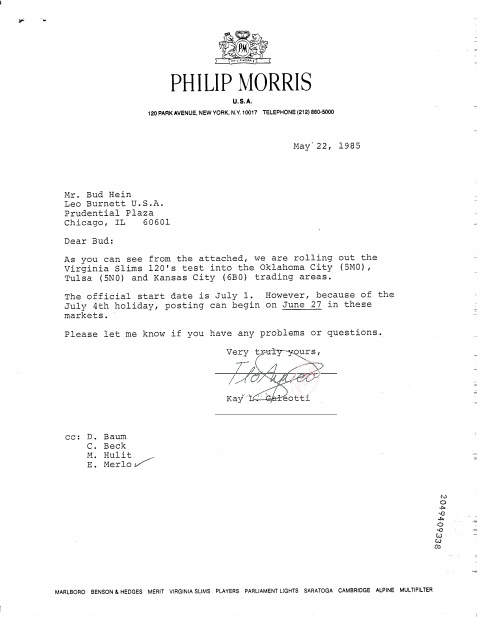 PM
PHILIP MORRIS
U.S.A.
120 PARK AVENUE, NEW YORK, N.Y. 10017 TELEPHONE (212) 880-5000
May 22, 1985
Mr. Bud Hein
Leo Burnett U.S.A.
Prudential Plaza
Chicago, IL 60601
Dear Bud:
As you can see from the attached, we are rolling out the
Virginia Slims 120's test into the Oklahoma City (5M0),
Tulsa (5N0) and Kansas City (6B0) trading areas.
The official start date is July 1. However, because of the
July 4th holiday, posting can begin on June 27 in these
markets.
Please let me know if you have any problems or questions.
Very truly yours,
Kay L. Galeotti
cc: D. Baum
C. Beck
M. Hulit
E. Merlo
2049409338
MARLBORO BENSON & HEDGES MERIT VIRGINIA SLIMS PLAYERS PARLIAMENT LIGHTS SARATOGA CAMBRIDGE ALPINE MULTIFILTER